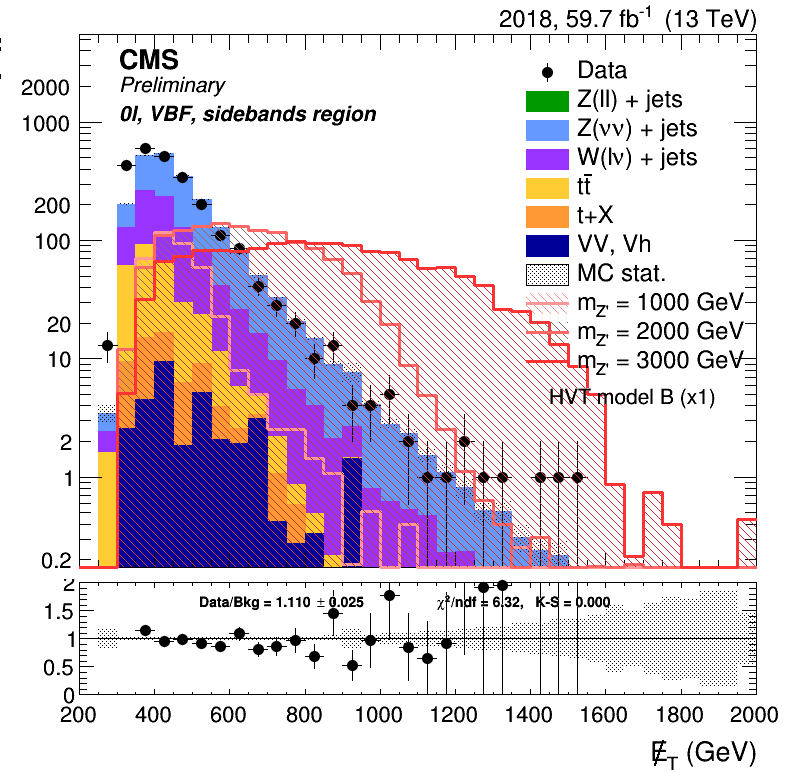 2018, 59.7 fb⁻¹ (13 TeV)
CMS
Preliminary
0l, VBF, sidebands region
Data
Z(ll) + jets
Z(νν) + jets
W(lν) + jets
tt̄
t+X
VV, Vh
MC stat.
m_Z' = 1000 GeV
m_Z' = 2000 GeV
m_Z' = 3000 GeV
HVT model B (x1)
2000
1000
200
100
20
10
2
1
0.2
Data/Bkg = 1.110 ± 0.025 χ²/ndf = 6.32, K-S = 0.000
2
1.5
1
0.5
0
200 400 600 800 1000 1200 1400 1600 1800 2000
E̸_T (GeV)